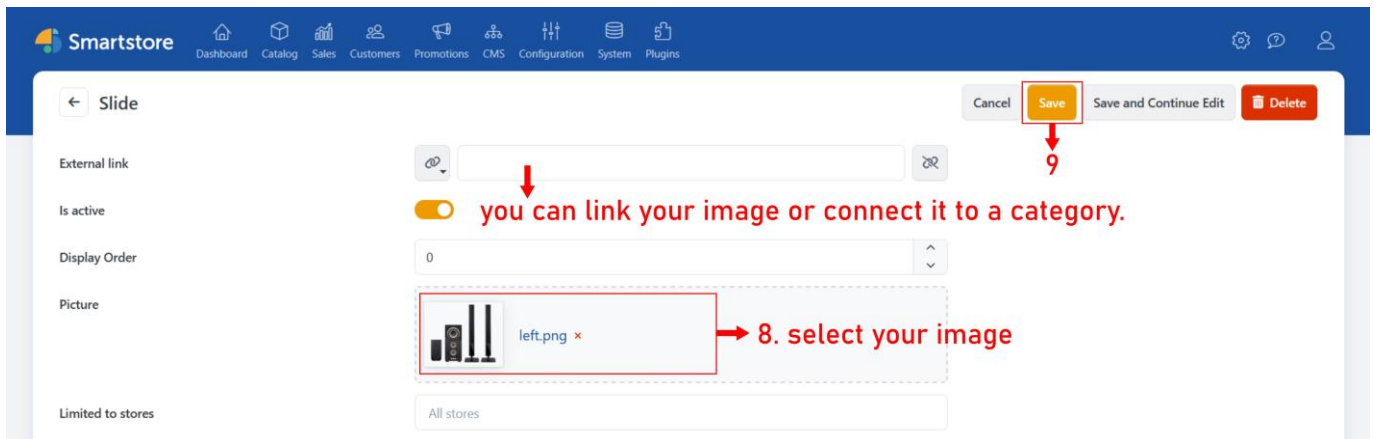 Smartstore
Dashboard Catalog Sales Customers Promotions CMS Configuration System Plugins
Slide
Cancel Save Save and Continue Edit Delete
External link
9
Is active
you can link your image or connect it to a category.
Display Order
0
Picture
left.png ×
8. select your image
Limited to stores
All stores